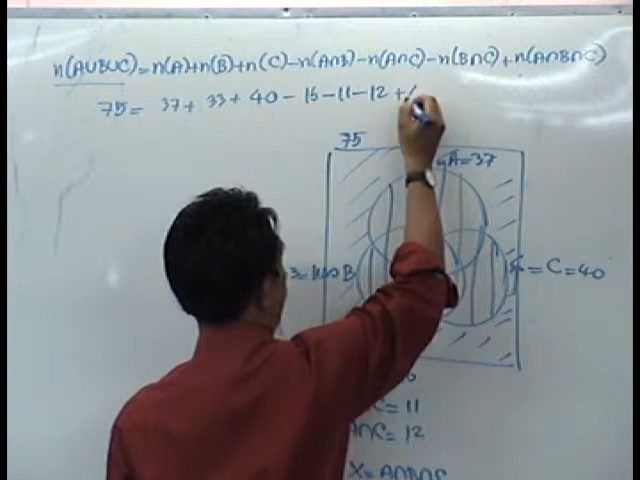 n(AUBUC)=n(A)+n(B)+n(C)-n(A∩B)-n(A∩C)-n(B∩C)+n(A∩B∩C)
75= 37+ 33+ 40- 15-11-12 +
75
A=37
B
= C=40
C= 11
∩C= 12
X= A∩B∩C